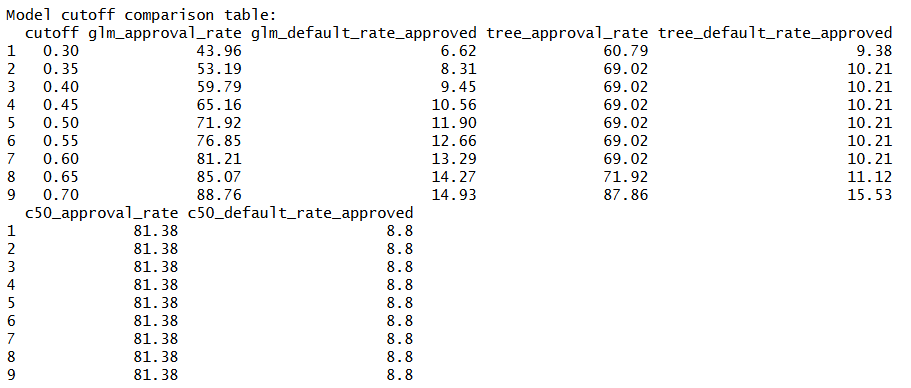 Model cutoff comparison table:
cutoff glm_approval_rate glm_default_rate_approved tree_approval_rate tree_default_rate_approved
1 0.30 43.96 6.62 60.79 9.38
2 0.35 53.19 8.31 69.02 10.21
3 0.40 59.79 9.45 69.02 10.21
4 0.45 65.16 10.56 69.02 10.21
5 0.50 71.92 11.90 69.02 10.21
6 0.55 76.85 12.66 69.02 10.21
7 0.60 81.21 13.29 69.02 10.21
8 0.65 85.07 14.27 71.92 11.12
9 0.70 88.76 14.93 87.86 15.53
c50_approval_rate c50_default_rate_approved
1 81.38 8.8
2 81.38 8.8
3 81.38 8.8
4 81.38 8.8
5 81.38 8.8
6 81.38 8.8
7 81.38 8.8
8 81.38 8.8
9 81.38 8.8